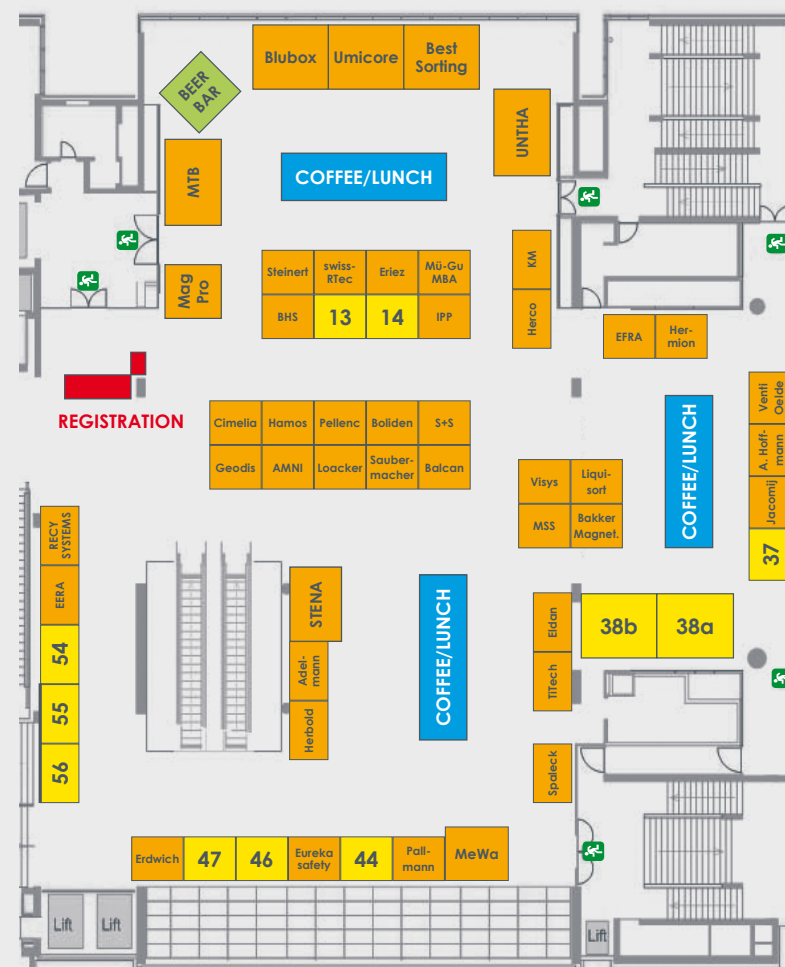 Blubox
Umicore
Best
Sorting
BEER
BAR
UNTHA
MTB
COFFEE/LUNCH
KM
Herco
Mag
Pro
Steinert
swiss-
RTec
Eriez
Mü-Gu
MBA
BHS
13
14
IPP
EFRA
Her-
mion
REGISTRATION
Venti
Oelde
A. Hoff-
mann
Jacomij
37
COFFEE/LUNCH
Cimelia
Hamos
Pellenc
Boliden
S+S
Geodis
AMNI
Loacker
Sauber-
macher
Balcan
Visys
Liqui-
sort
MSS
Bakker
Magnet.
RECY
SYSTEMS
EERA
54
55
56
STENA
Adel-
mann
Herbold
COFFEE/LUNCH
Eldan
TiTech
38b
38a
Spaleck
Erdwich
47
46
Eureka
safety
44
Pall-
mann
MeWa
Lift
Lift
Lift